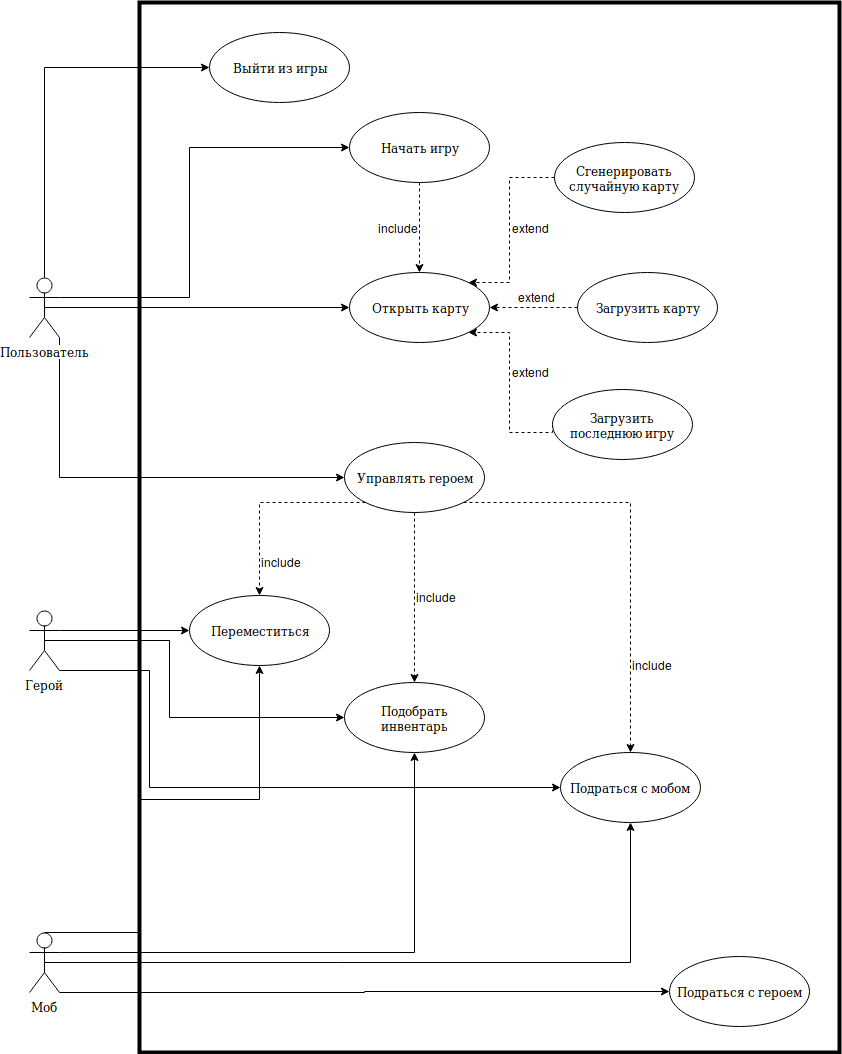 Выйти из игры
Начать игру
Сгенерировать
случайную карту
include
extend
Открыть карту
extend
Загрузить карту
Пользователь
extend
Загрузить
последнюю игру
Управлять героем
include
include
Переместиться
include
Герой
Подобрать
инвентарь
Подраться с мобом
Моб
Подраться с героем